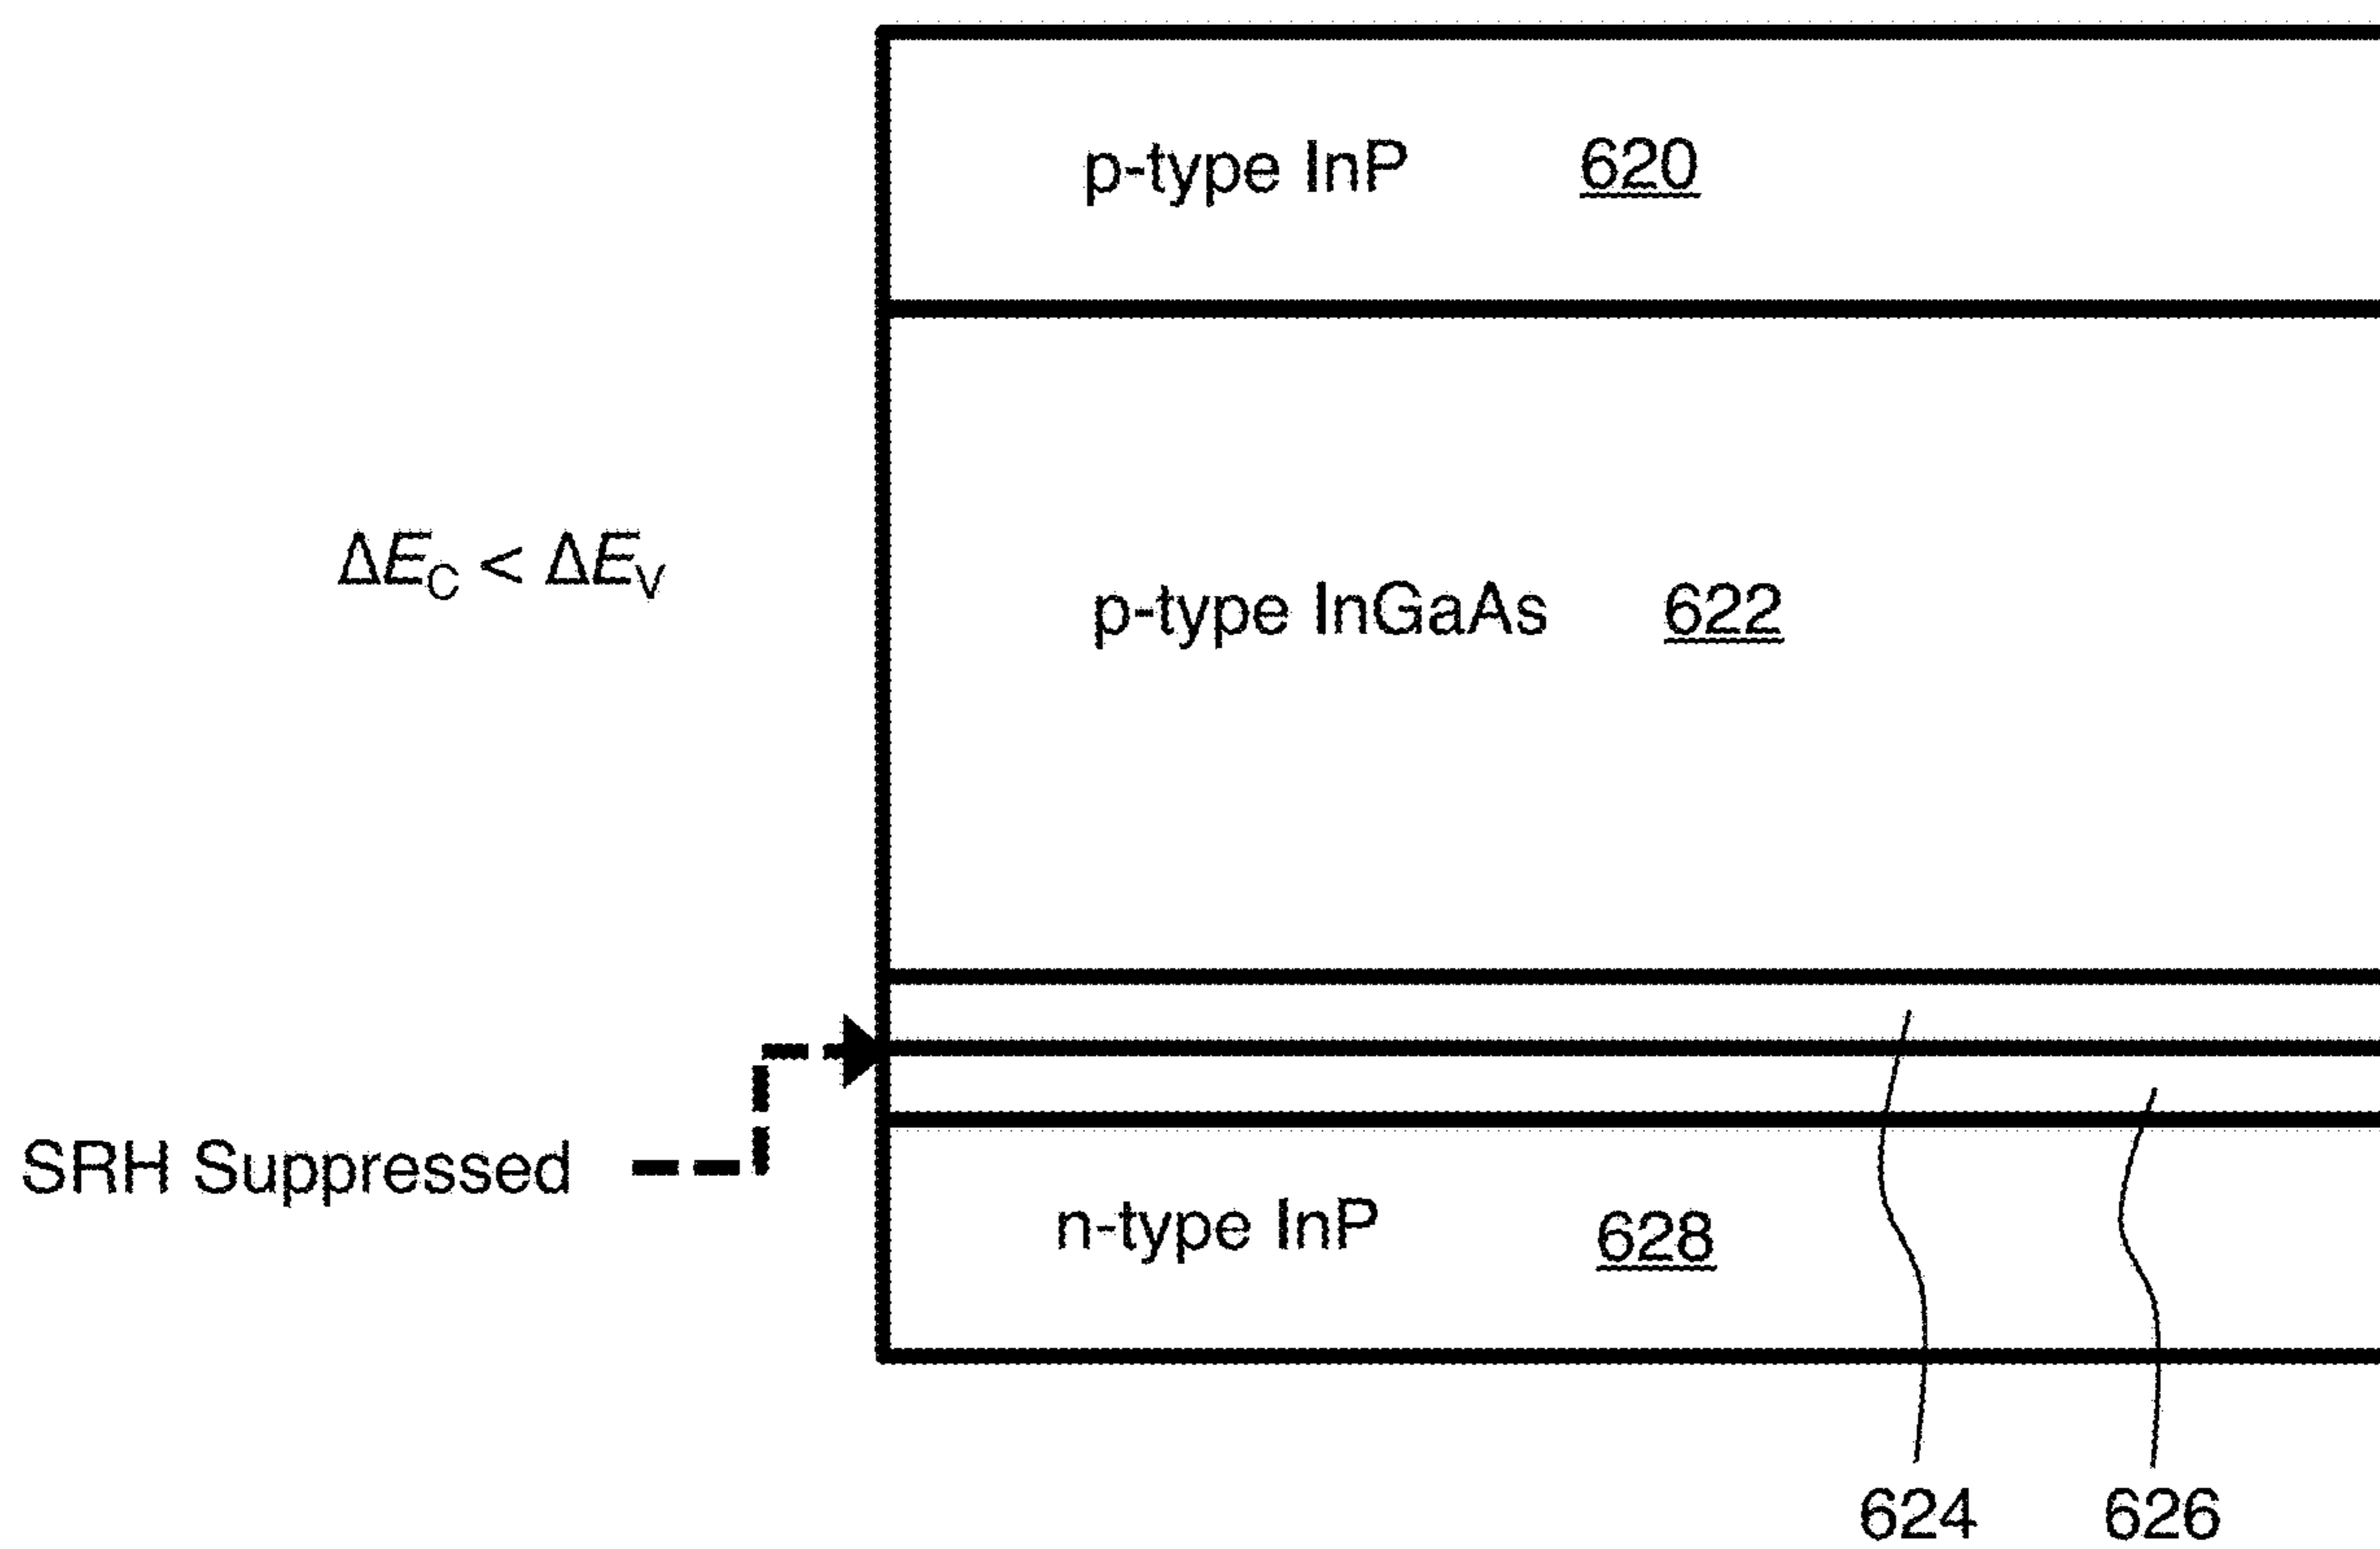 p-type InP 620
ΔEC < ΔEV
p-type InGaAs 622
SRH Suppressed
n-type InP 628
624 626